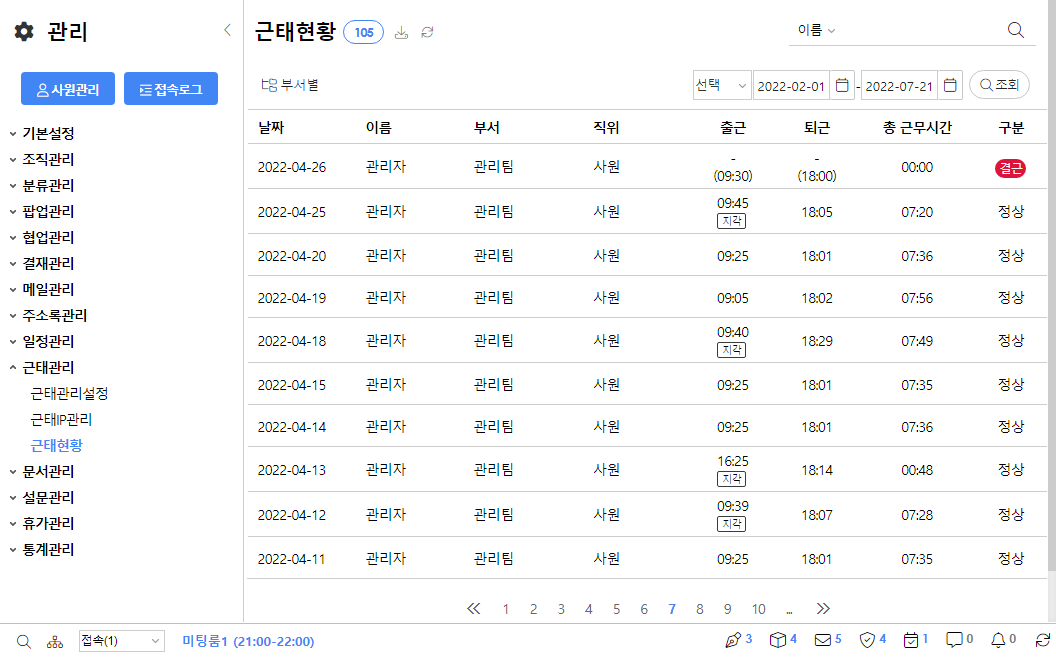 관리
사원관리 접속로그
기본설정
조직관리
분류관리
팝업관리
협업관리
결재관리
메일관리
주소록관리
일정관리
근태관리
근태관리설정
근태IP관리
근태현황
문서관리
설문관리
휴가관리
통계관리
근태현황 105 이름
부서별 선택 2022-02-01 - 2022-07-21 조회
날짜 이름 부서 직위 출근 퇴근 총 근무시간 구분
2022-04-26 관리자 관리팀 사원 - (09:30) - (18:00) 00:00 결근
2022-04-25 관리자 관리팀 사원 09:45 지각 18:05 07:20 정상
2022-04-20 관리자 관리팀 사원 09:25 18:01 07:36 정상
2022-04-19 관리자 관리팀 사원 09:05 18:02 07:56 정상
2022-04-18 관리자 관리팀 사원 09:40 지각 18:29 07:49 정상
2022-04-15 관리자 관리팀 사원 09:25 18:01 07:35 정상
2022-04-14 관리자 관리팀 사원 09:25 18:01 07:36 정상
2022-04-13 관리자 관리팀 사원 16:25 지각 18:14 00:48 정상
2022-04-12 관리자 관리팀 사원 09:39 지각 18:07 07:28 정상
2022-04-11 관리자 관리팀 사원 09:25 18:01 07:35 정상
1 2 3 4 5 6 7 8 9 10 ...
접속(1) 미팅룸1 (21:00-22:00) 3 4 5 4 1 0 0